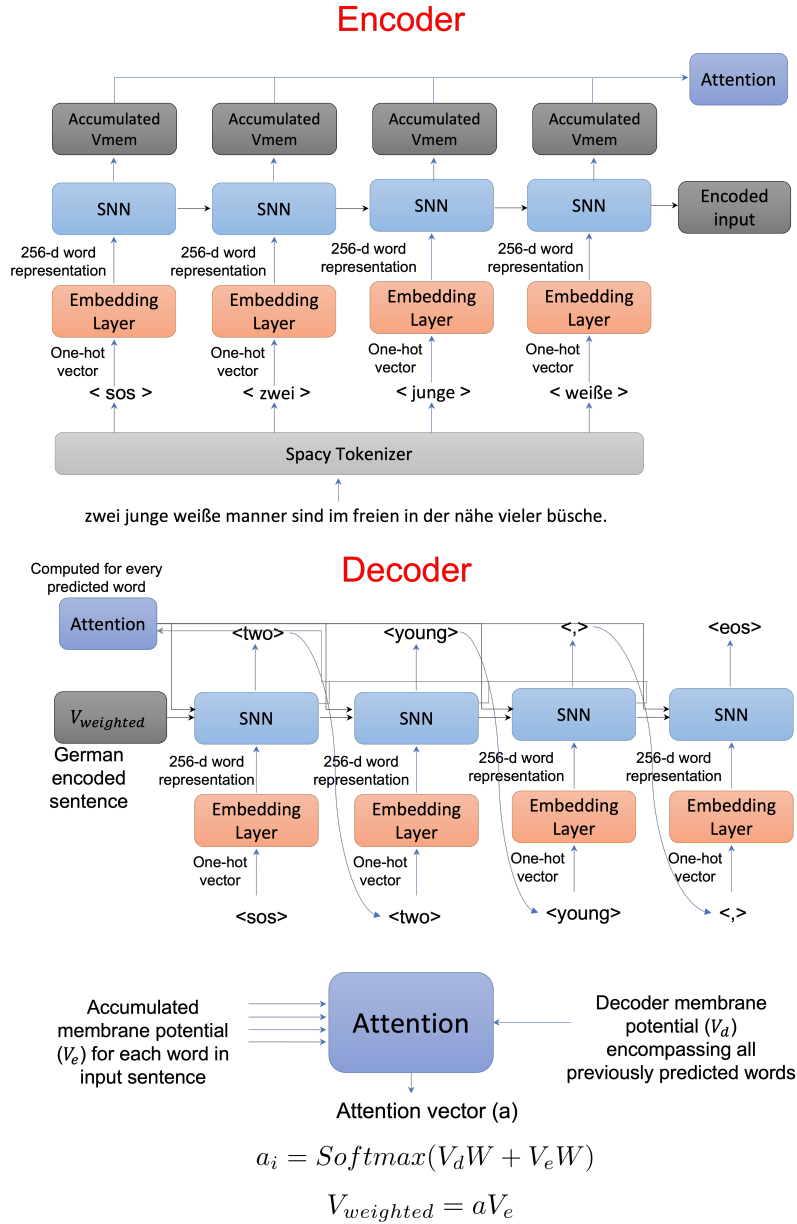 Encoder
Attention
Accumulated Vmem
Accumulated Vmem
Accumulated Vmem
Accumulated Vmem
SNN
SNN
SNN
SNN
Encoded input
256-d word representation
256-d word representation
256-d word representation
256-d word representation
Embedding Layer
Embedding Layer
Embedding Layer
Embedding Layer
One-hot vector
One-hot vector
One-hot vector
One-hot vector
< sos >
< zwei >
< junge >
< weiße >
Spacy Tokenizer
zwei junge weiße manner sind im freien in der nähe vieler büsche.
Decoder
Computed for every predicted word
Attention
<two>
<young>
<,>
<eos>
V_weighted
SNN
SNN
SNN
SNN
German encoded sentence
256-d word representation
256-d word representation
256-d word representation
256-d word representation
Embedding Layer
Embedding Layer
Embedding Layer
Embedding Layer
One-hot vector
One-hot vector
One-hot vector
One-hot vector
<sos>
<two>
<young>
<,>
Accumulated
membrane potential
(V_e) for each word in
input sentence
Attention
Decoder membrane
potential (V_d)
encompassing all
previously predicted words
Attention vector (a)
a_i = Softmax(V_d W + V_e W)
V_weighted = aV_e